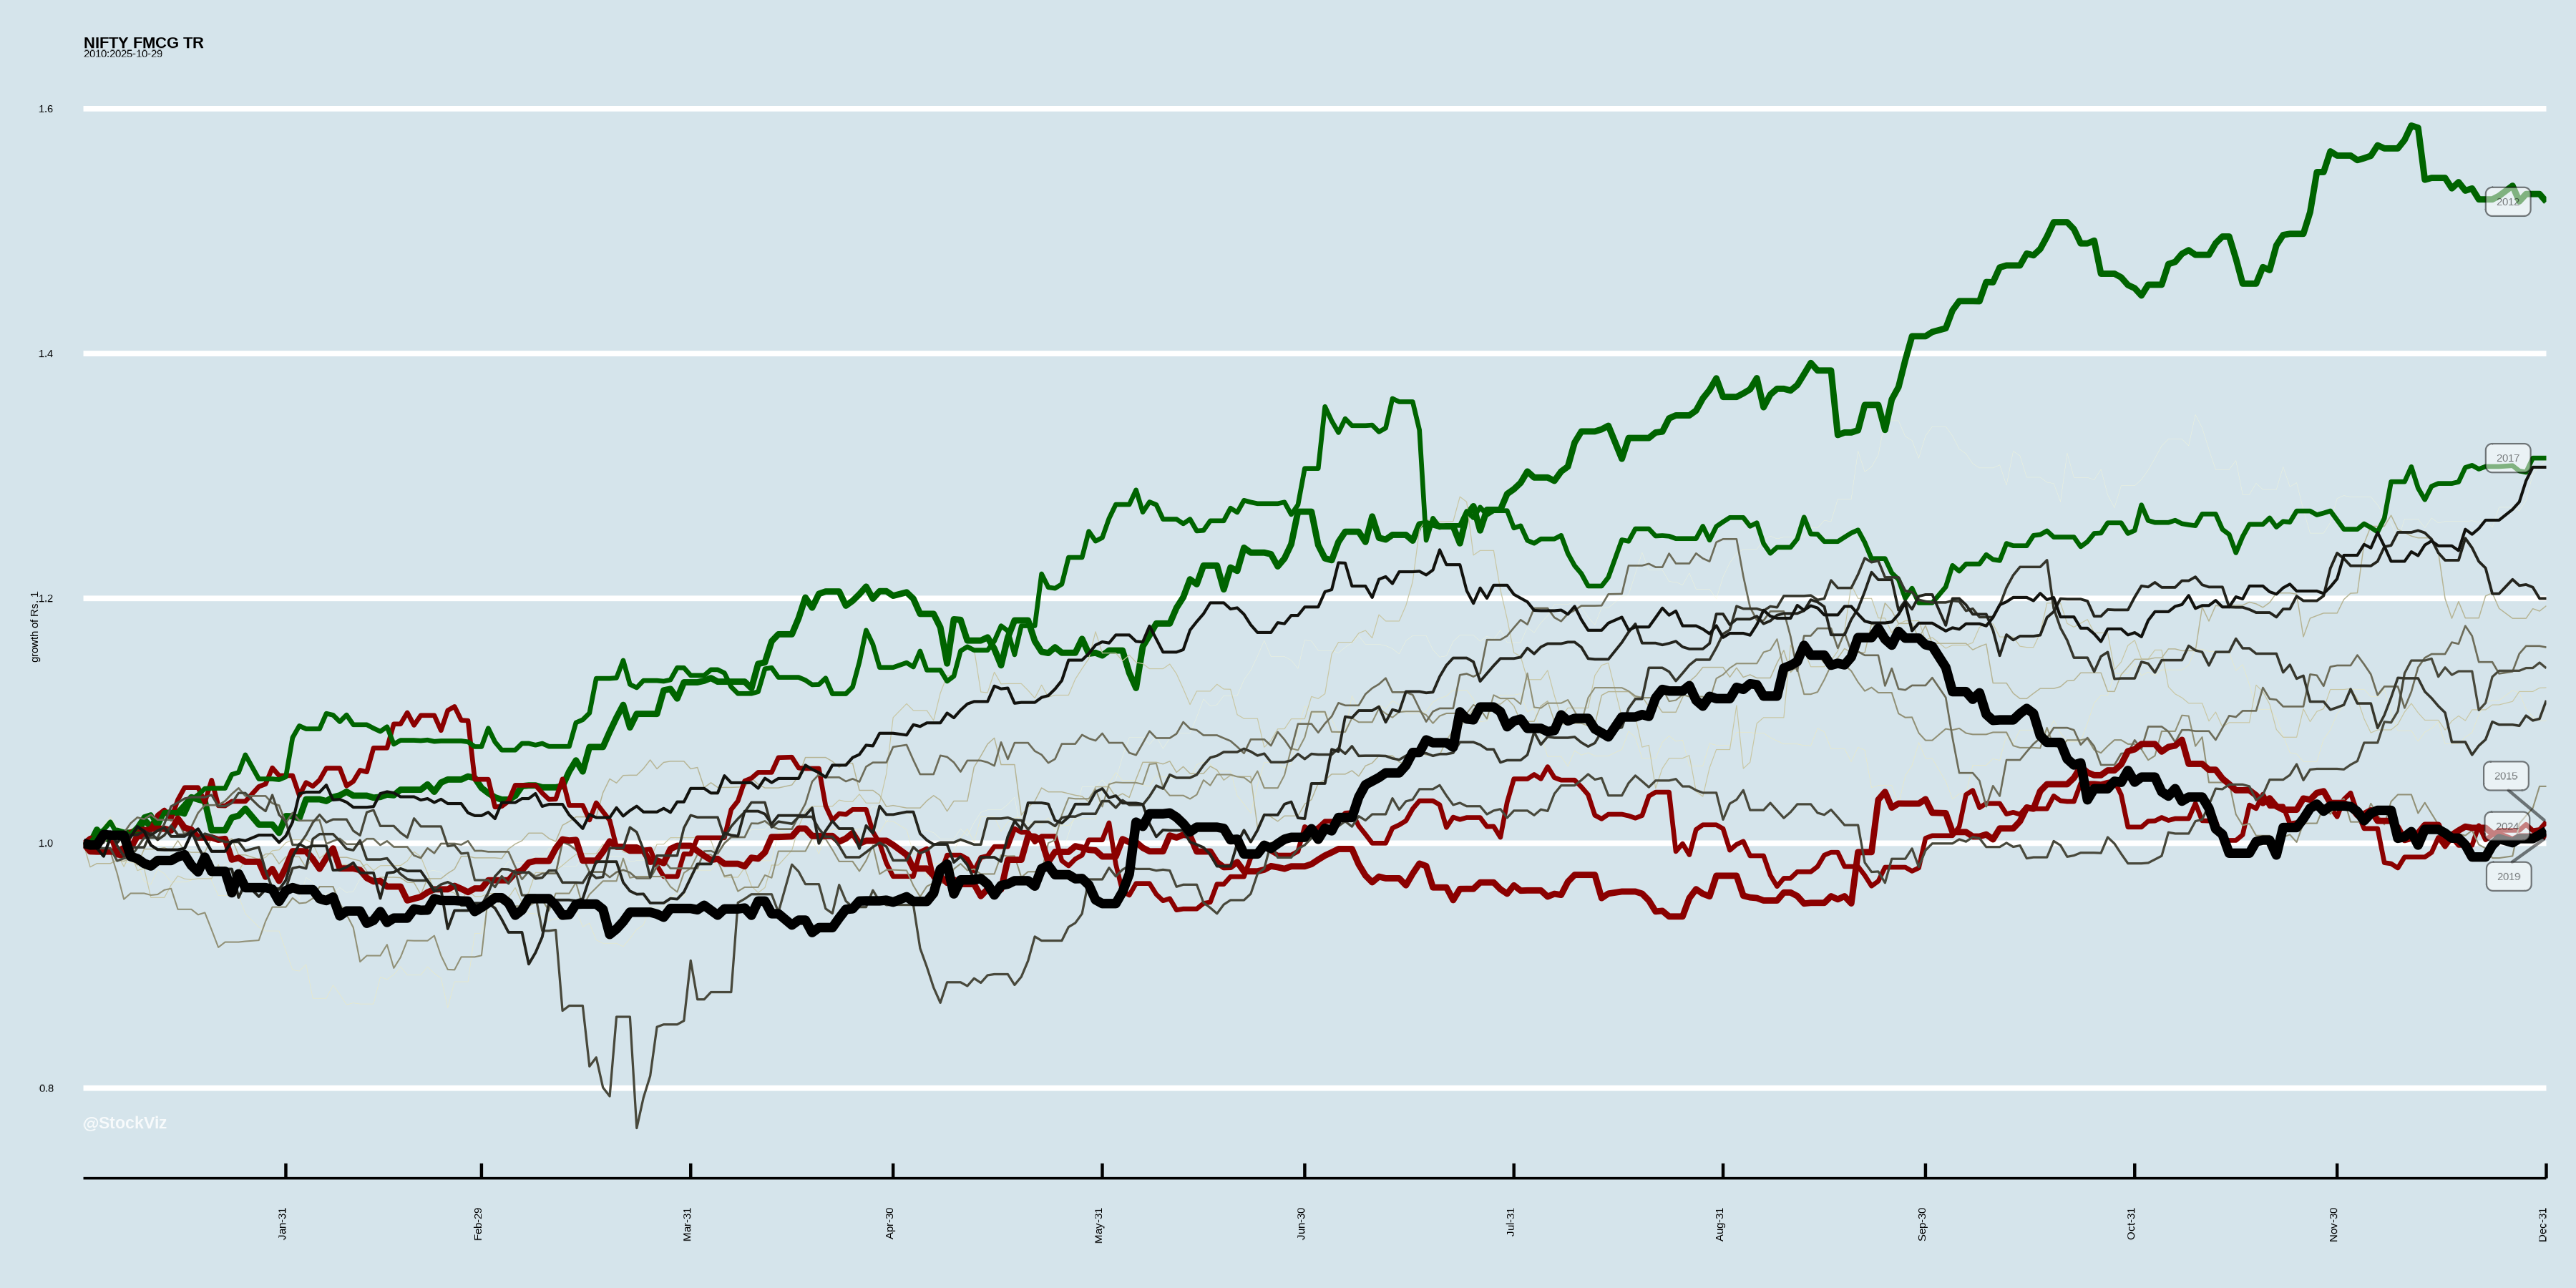 NIFTY FMCG TR
2010:2025-10-29
1.6
1.4
1.2
1.0
0.8
growth of Rs. 1
2012
2017
2015
2024
2019
@StockViz
Jan-31
Feb-29
Mar-31
Apr-30
May-31
Jun-30
Jul-31
Aug-31
Sep-30
Oct-31
Nov-30
Dec-31